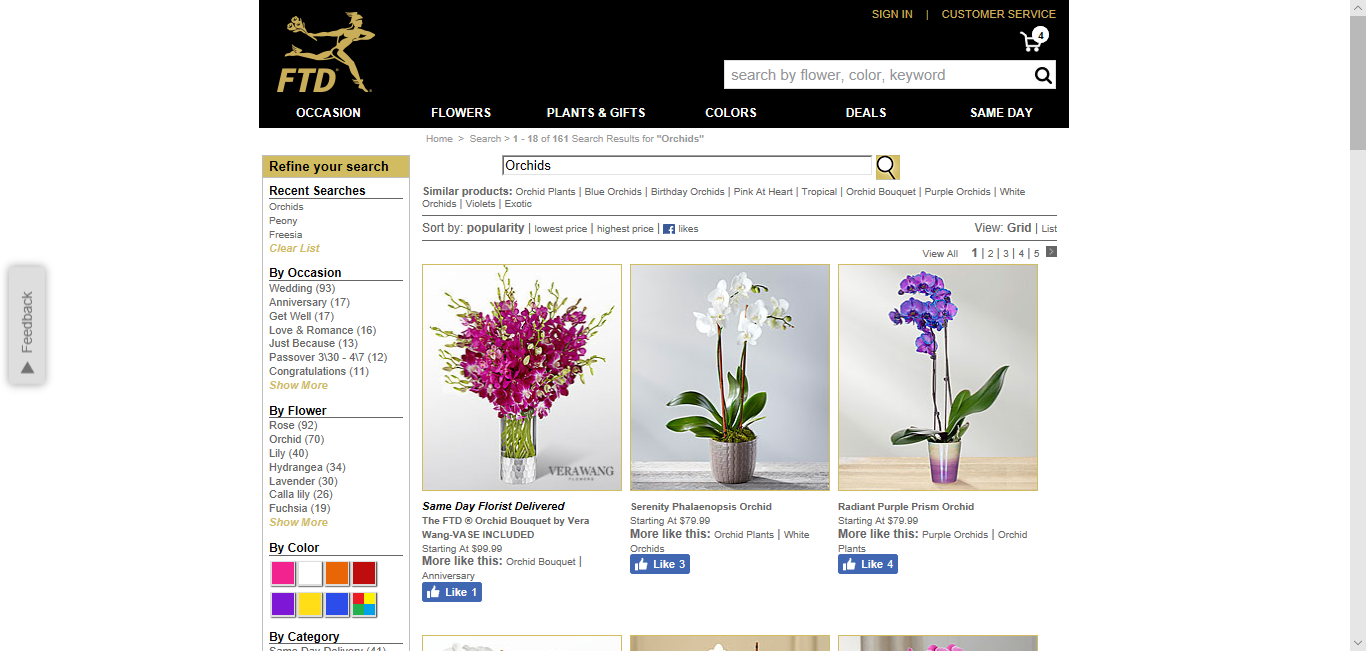 SIGN IN | CUSTOMER SERVICE
4
FTD
search by flower, color, keyword
OCCASION FLOWERS PLANTS & GIFTS COLORS DEALS SAME DAY
Home > Search > 1 - 18 of 161 Search Results for "Orchids"
Refine your search
Recent Searches
Orchids
Peony
Freesia
Clear List
By Occasion
Wedding (93)
Anniversary (17)
Get Well (17)
Love & Romance (16)
Just Because (13)
Passover 3\30 - 4\7 (12)
Congratulations (11)
Show More
By Flower
Rose (92)
Orchid (70)
Lily (40)
Hydrangea (34)
Lavender (30)
Calla lily (26)
Fuchsia (19)
Show More
By Color
By Category
Same Day Delivery (41)
Feedback
Orchids
Similar products: Orchid Plants | Blue Orchids | Birthday Orchids | Pink At Heart | Tropical | Orchid Bouquet | Purple Orchids | White
Orchids | Violets | Exotic
Sort by: popularity | lowest price | highest price | likes
View: Grid | List
View All 1 | 2 | 3 | 4 | 5
VERAWANG
FLOWERS
Same Day Florist Delivered
The FTD ® Orchid Bouquet by Vera
Wang-VASE INCLUDED
Starting At $99.99
More like this: Orchid Bouquet |
Anniversary
Like 1
Serenity Phalaenopsis Orchid
Starting At $79.99
More like this: Orchid Plants | White
Orchids
Like 3
Radiant Purple Prism Orchid
Starting At $79.99
More like this: Purple Orchids | Orchid
Plants
Like 4